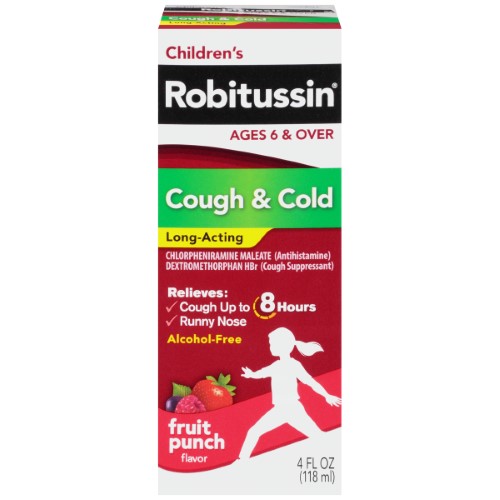 Children's
Robitussin®
AGES 6 & OVER
Cough & Cold
Long-Acting
CHLORPHENIRAMINE MALEATE (Antihistamine)
DEXTROMETHORPHAN HBr (Cough Suppressant)
Relieves:
✓ Cough Up to 8 Hours
✓ Runny Nose
Alcohol-Free
fruit
punch
flavor
4 FL OZ
(118 ml)